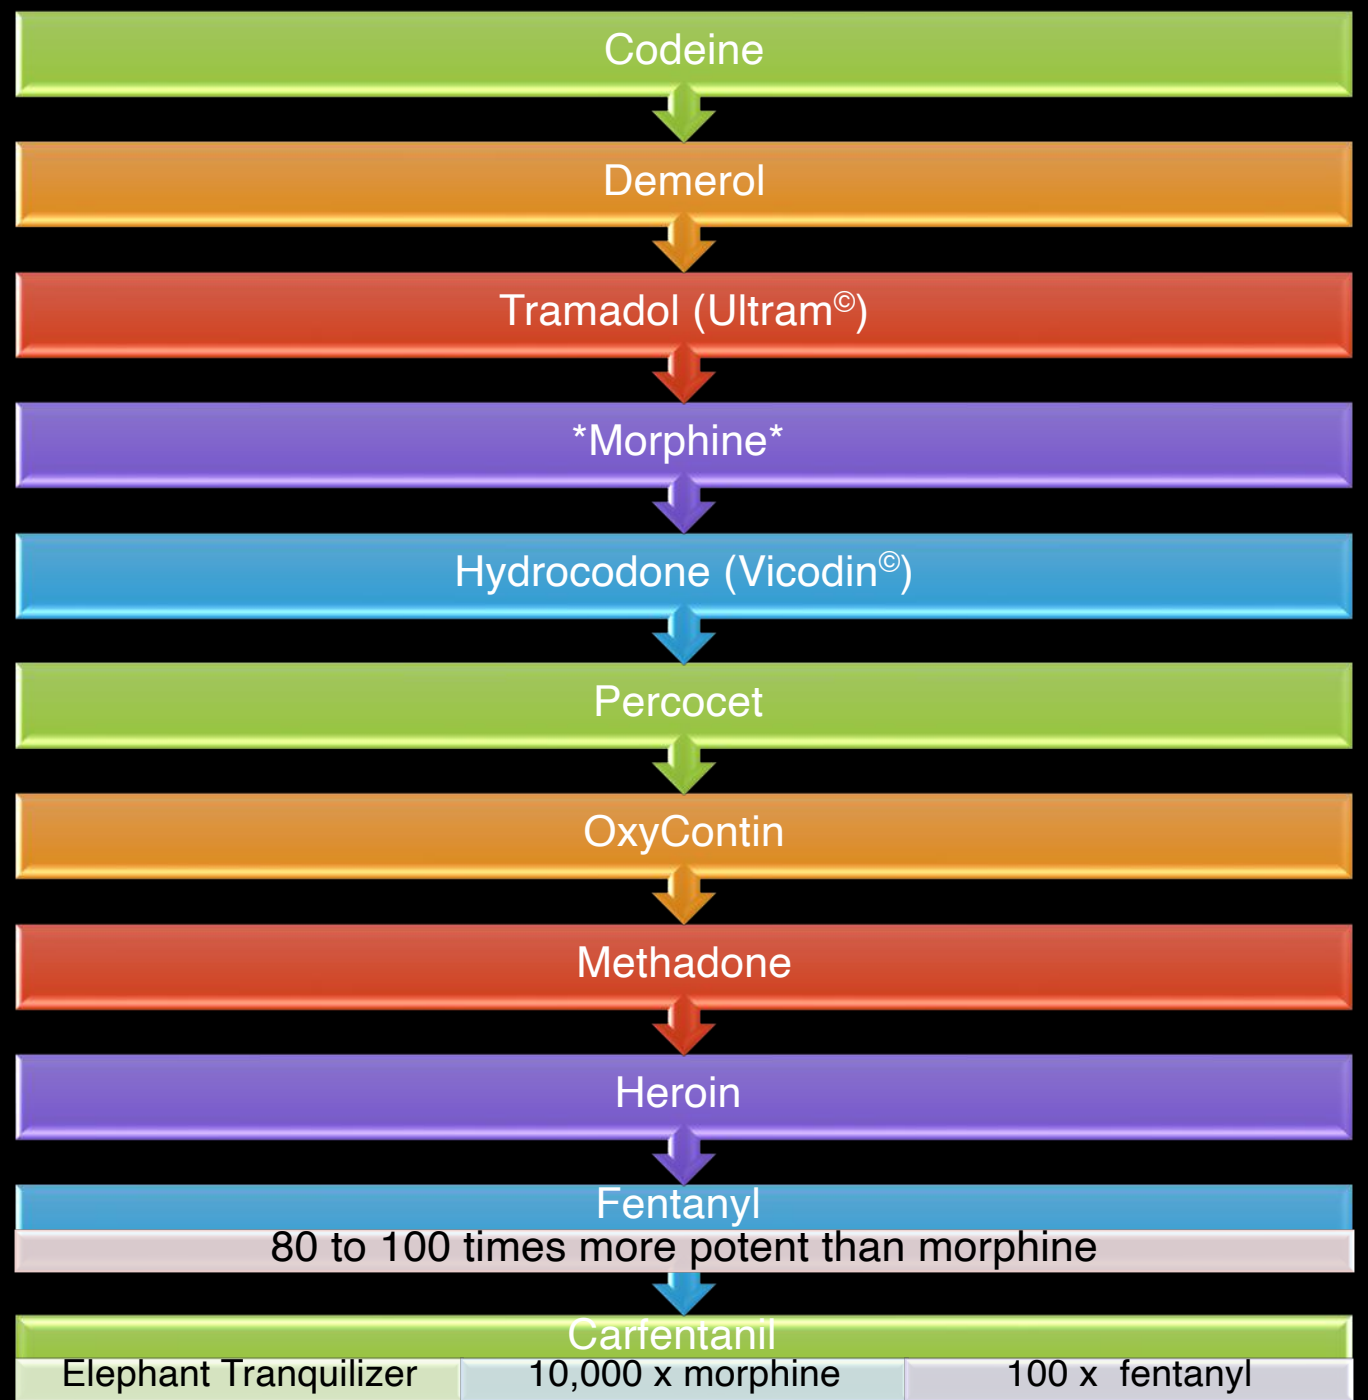 Codeine
Demerol
Tramadol (Ultram©)
*Morphine*
Hydrocodone (Vicodin©)
Percocet
OxyContin
Methadone
Heroin
Fentanyl
80 to 100 times more potent than morphine
Carfentanil
Elephant Tranquilizer
10,000 x morphine
100 x fentanyl